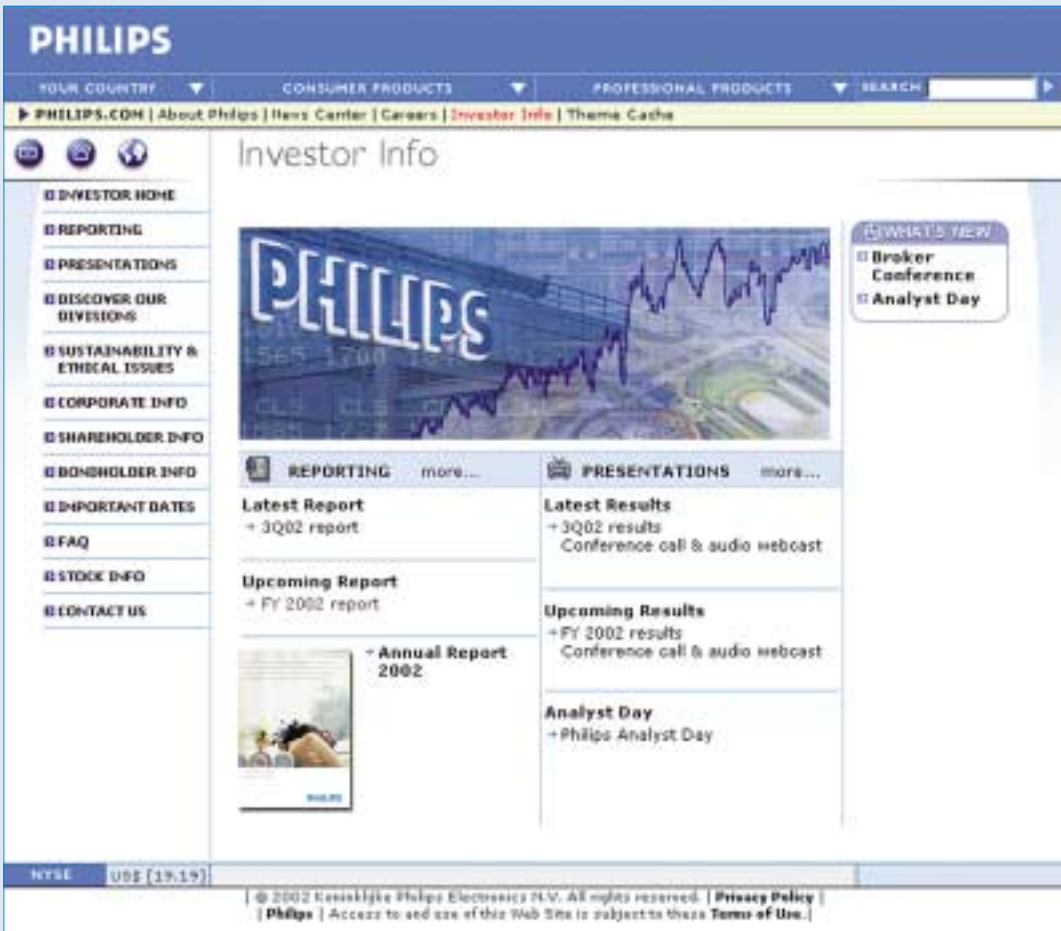 PHILIPS
YOUR COUNTRY
CONSUMER PRODUCTS
PROFESSIONAL PRODUCTS
SEARCH
PHILIPS.COM | About Philips | News Center | Careers | Investor Info | Theme Cache
Investor Info
INVESTOR HOME
REPORTING
PRESENTATIONS
DISCOVER OUR
DIVISIONS
SUSTAINABILITY &
ETHICAL ISSUES
CORPORATE INFO
SHAREHOLDER INFO
BONDHOLDER INFO
IMPORTANT DATES
FAQ
STOCK INFO
CONTACT US
PHILIPS
WHAT'S NEW
Broker
Conference
Analyst Day
REPORTING more...
Latest Report
3Q02 report
Upcoming Report
FY 2002 report
Annual Report
2002
PHILIPS
PRESENTATIONS more...
Latest Results
3Q02 results
Conference call & audio webcast
Upcoming Results
FY 2002 results
Conference call & audio webcast
Analyst Day
Philips Analyst Day
NYSE US$ [19.19]
| © 2002 Koninklijke Philips Electronics N.V. All rights reserved. | Privacy Policy |
| Philips | Access to and use of this Web Site is subject to these Terms of Use. |